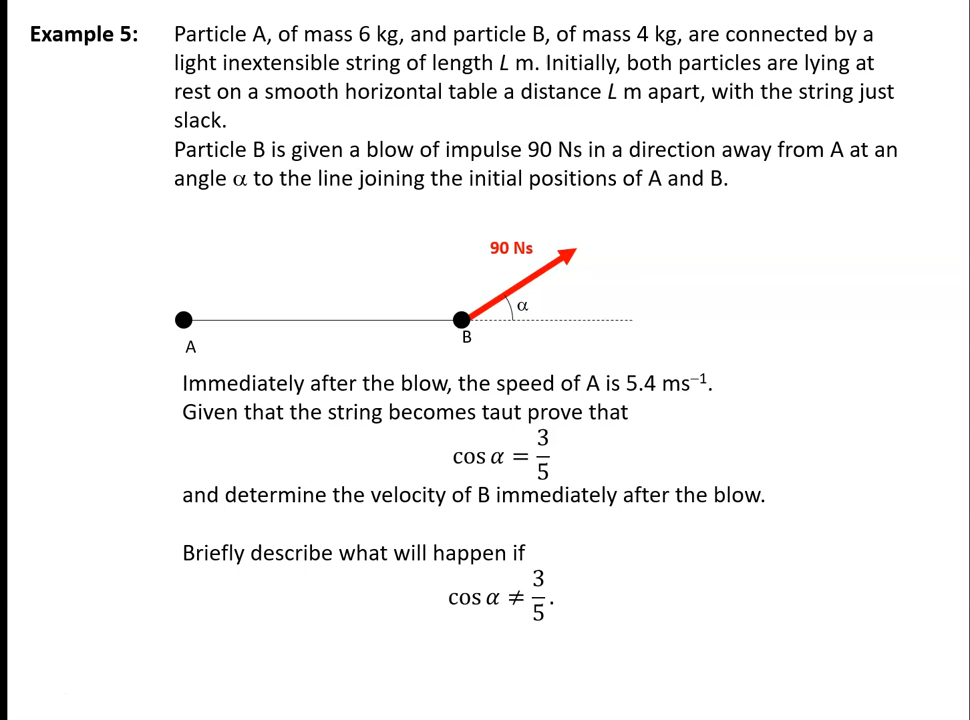 Example 5: Particle A, of mass 6 kg, and particle B, of mass 4 kg, are connected by a
light inextensible string of length L m. Initially, both particles are lying at
rest on a smooth horizontal table a distance L m apart, with the string just
slack.
Particle B is given a blow of impulse 90 Ns in a direction away from A at an
angle α to the line joining the initial positions of A and B.
90 Ns
α
B
A
Immediately after the blow, the speed of A is 5.4 ms⁻¹.
Given that the string becomes taut prove that
cos α = 3/5
and determine the velocity of B immediately after the blow.
Briefly describe what will happen if
cos α ≠ 3/5.